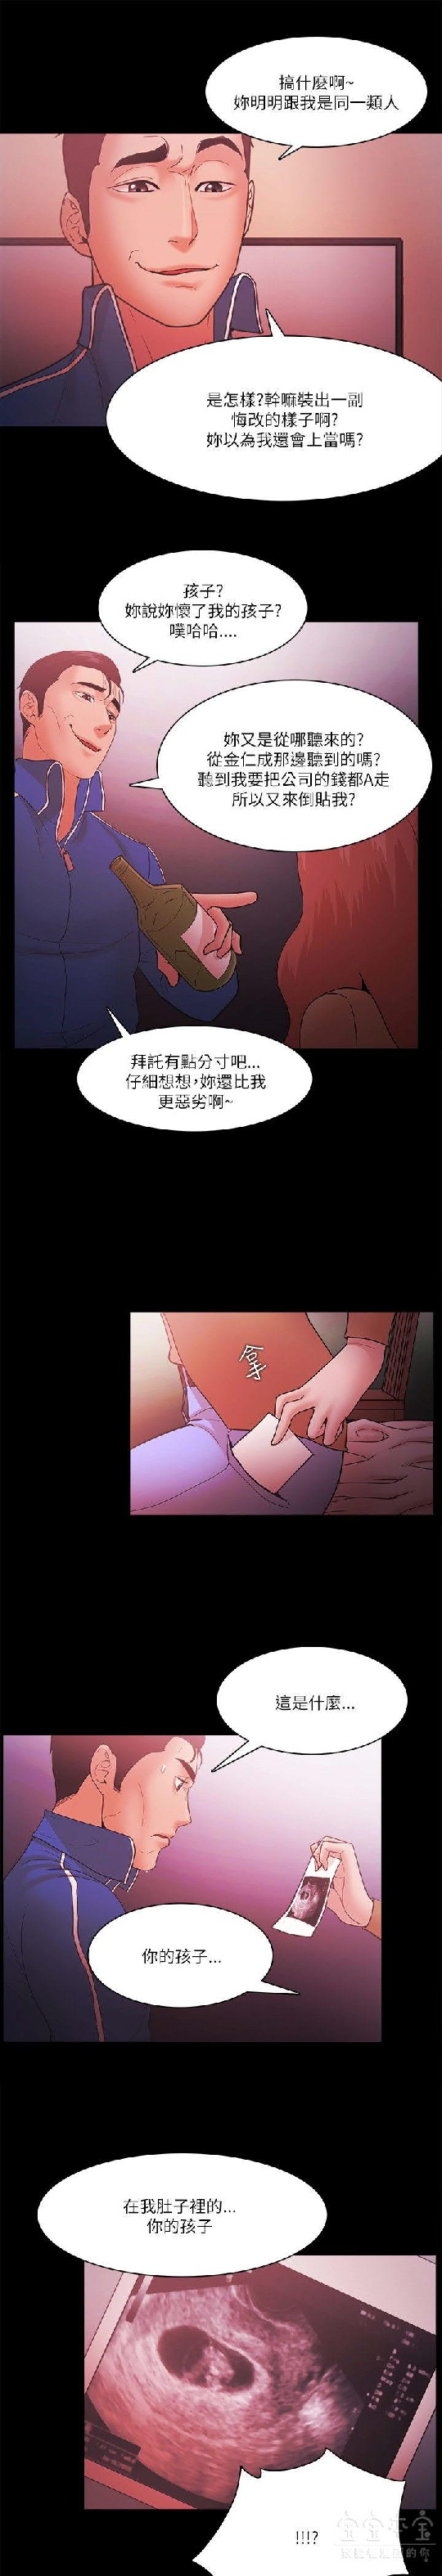 搞什麼啊~
妳明明跟我是同一類人
是怎樣?幹嘛裝出一副
悔改的樣子啊?
妳以為我還會上當嗎?
孩子?
妳說妳懷了我的孩子?
噗哈哈....
妳又是從哪聽來的?
從金仁成那邊聽到的嗎?
聽到我要把公司的錢都A走
所以又來倒貼我?
拜託有點分寸吧...
仔細想想,妳還比我
更惡劣啊~
拿
這是什麼...
你的孩子...
在我肚子裡的...
你的孩子
!!!?